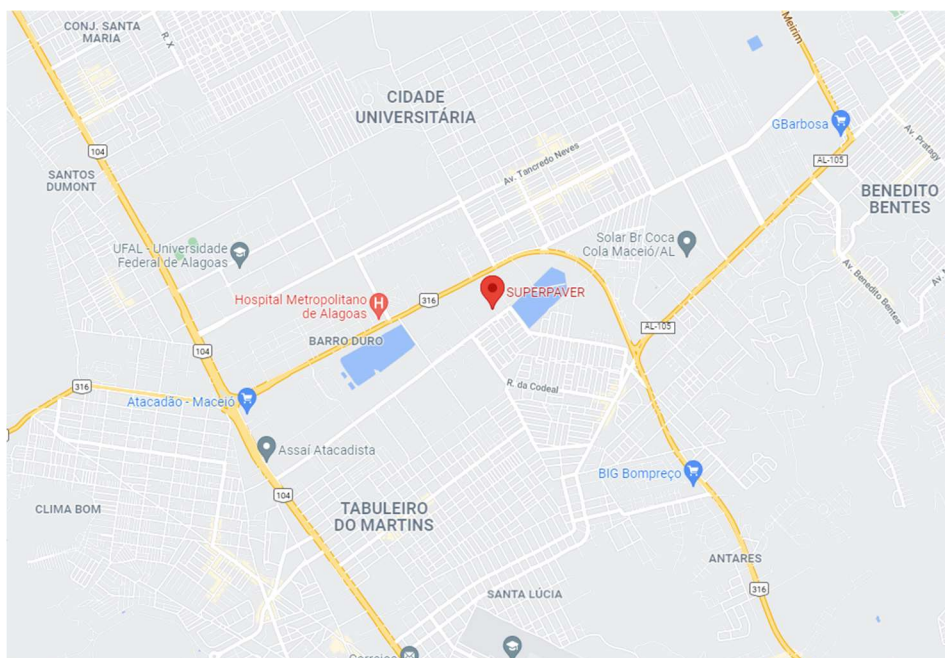 CONJ. SANTA
MARIA
R. X
Meirim
CIDADE
UNIVERSITÁRIA
GBarbosa
Av. Pratagy
104
Av. Tancredo Neves
AL-105
SANTOS
DUMONT
BENEDITO
BENTES
UFAL - Universidade
Federal de Alagoas
Solar Br Coca
Cola Maceió/AL
Av. Benedito Bentes
Hospital Metropolitano
de Alagoas
316
SUPERPAVER
BARRO DURO
AL-105
104
316
R. da Codeal
Atacadão - Maceió
Assaí Atacadista
BIG Bompreço
104
CLIMA BOM
TABULEIRO
DO MARTINS
ANTARES
SANTA LÚCIA
316